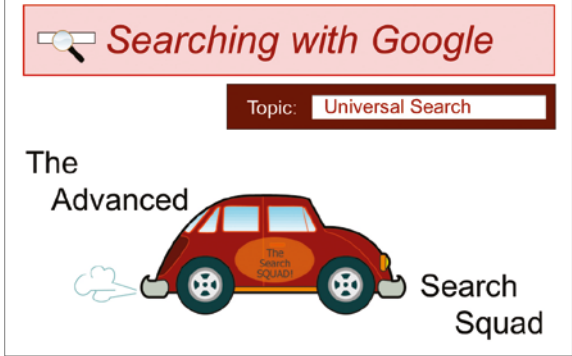 Searching with Google
Topic: Universal Search
The
Advanced
The
Search
SQUAD!
Search
Squad